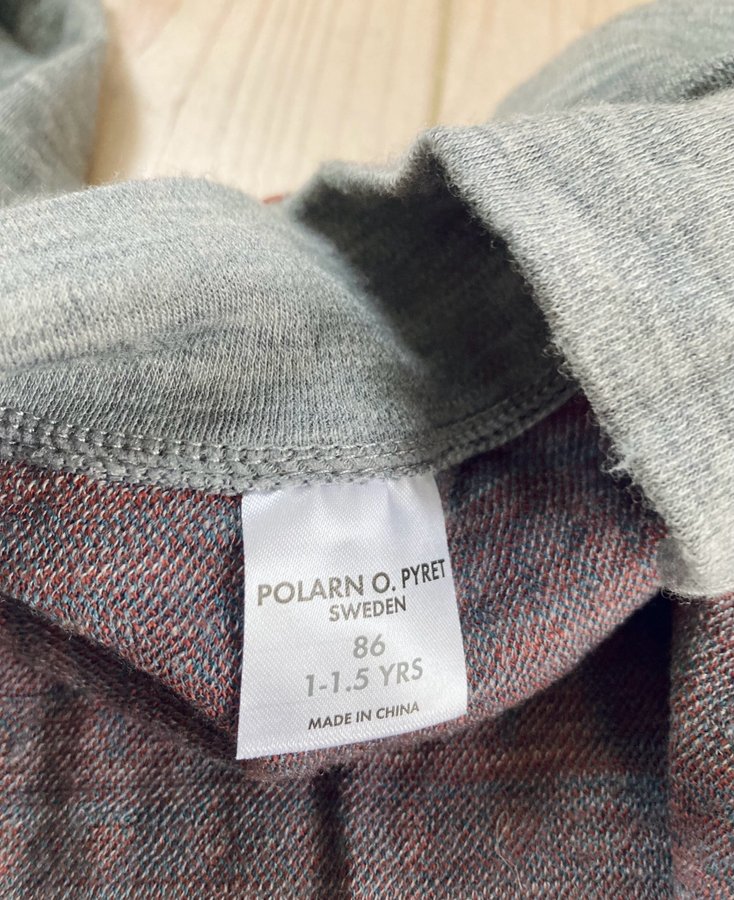 POLARN O. PYRET
SWEDEN
86
1-1.5 YRS
MADE IN CHINA